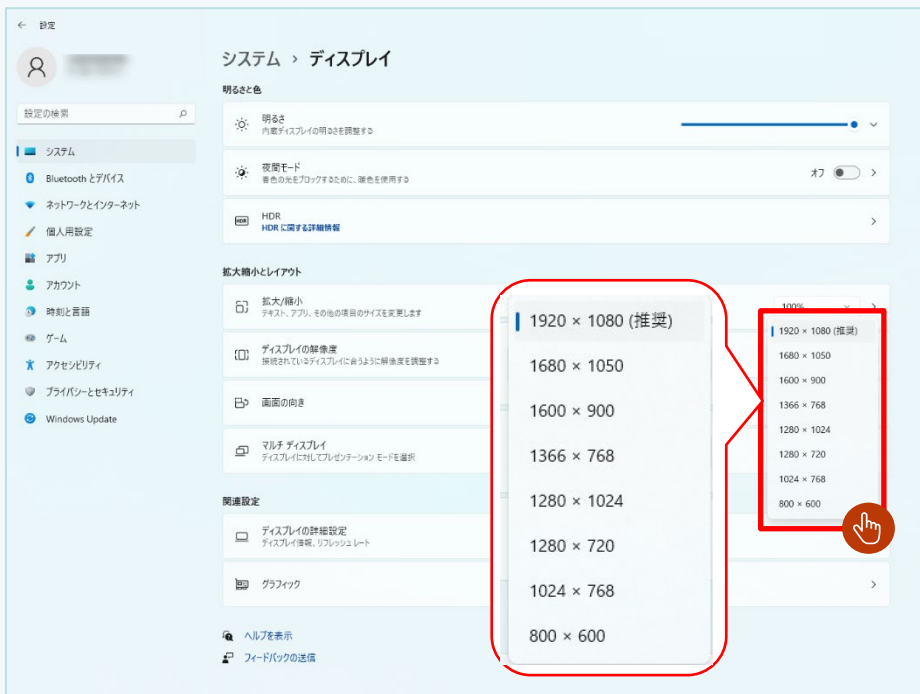 設定
設定の検索
システム
Bluetooth とデバイス
ネットワークとインターネット
個人用設定
アプリ
アカウント
時刻と言語
ゲーム
アクセシビリティ
プライバシーとセキュリティ
Windows Update
システム › ディスプレイ
明るさと色
明るさ
内蔵ディスプレイの明るさを調整する
夜間モード
青色の光をブロックするために、暖色を使用する
オフ
HDR
HDR
HDR に関する詳細情報
拡大縮小とレイアウト
拡大/縮小
テキスト、アプリ、その他の項目のサイズを変更します
100%
ディスプレイの解像度
接続されているディスプレイに合うように解像度を調整する
画面の向き
マルチ ディスプレイ
ディスプレイに対してプレゼンテーション モードを選択
関連設定
ディスプレイの詳細設定
ディスプレイ情報、リフレッシュ レート
グラフィック
ヘルプを表示
フィードバックの送信
1920 × 1080 (推奨)
1680 × 1050
1600 × 900
1366 × 768
1280 × 1024
1280 × 720
1024 × 768
800 × 600
1920 × 1080 (推奨)
1680 × 1050
1600 × 900
1366 × 768
1280 × 1024
1280 × 720
1024 × 768
800 × 600